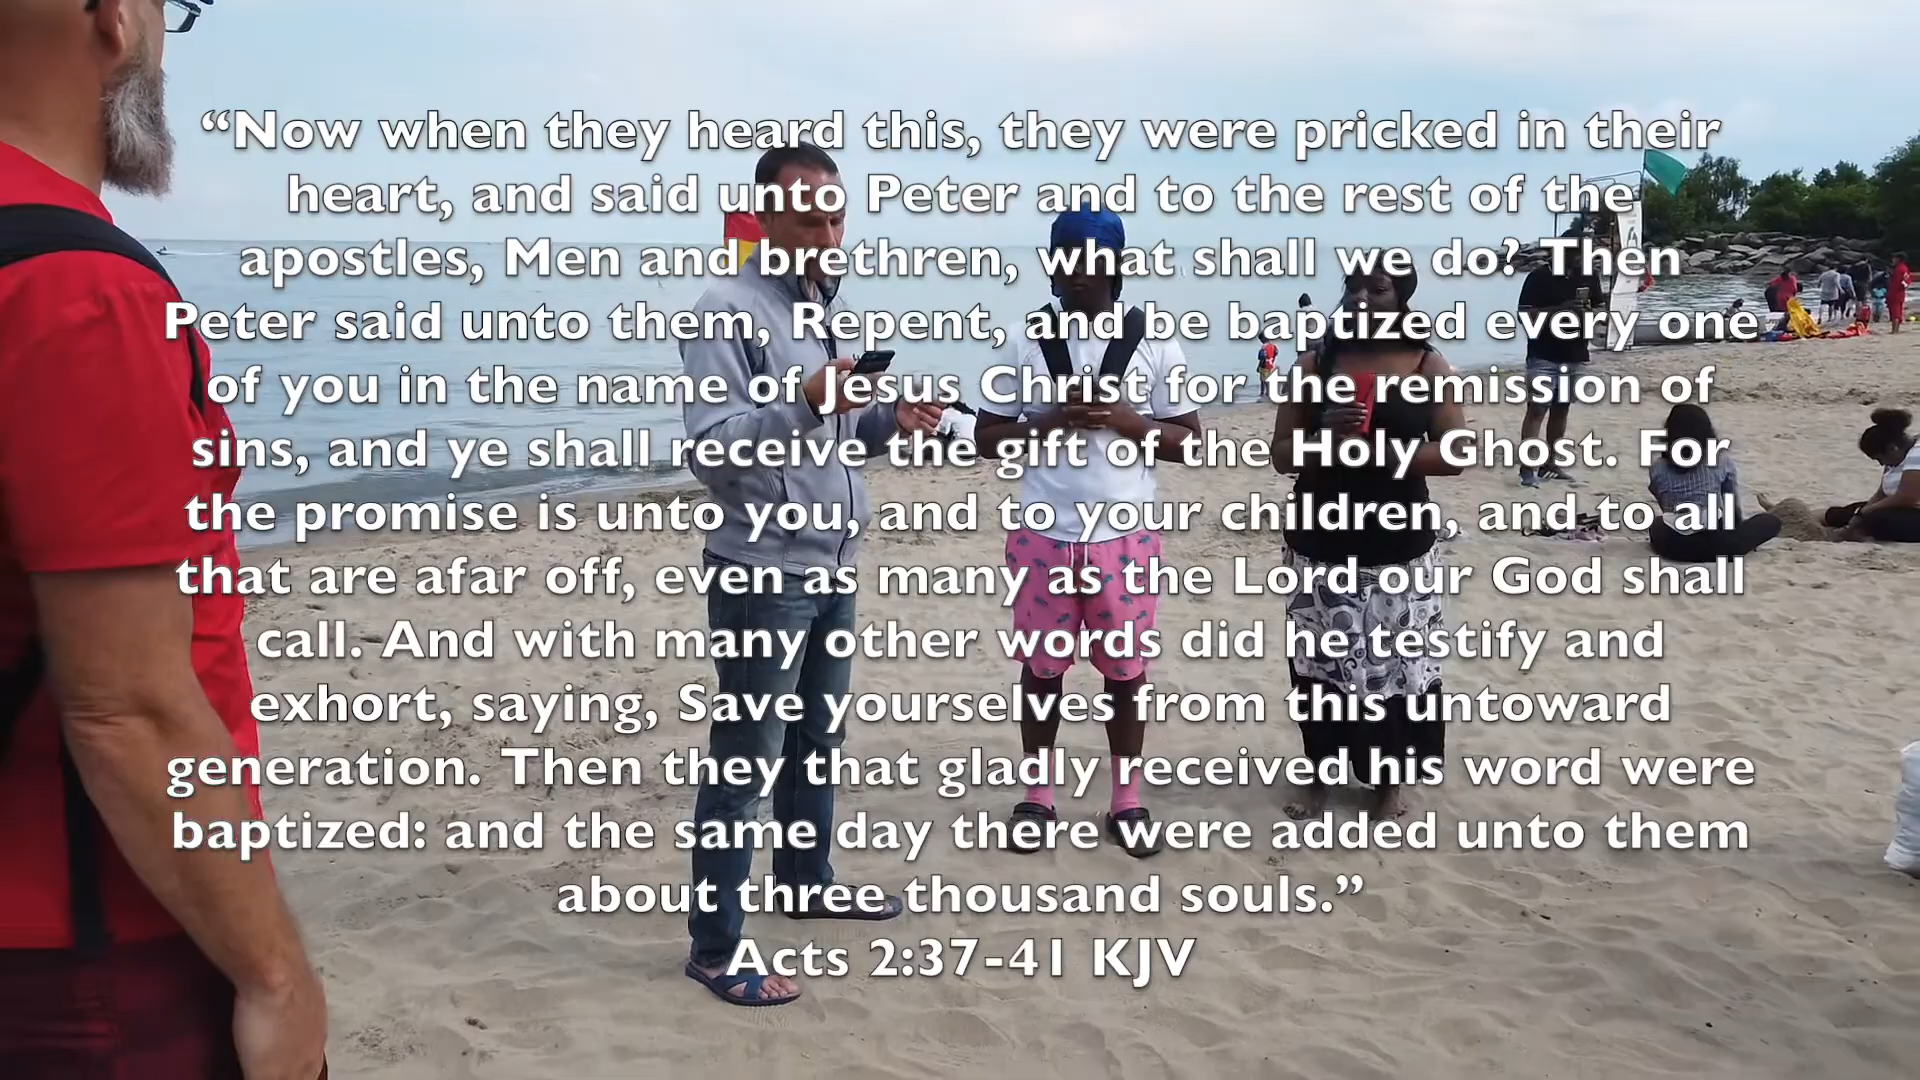 “Now when they heard this, they were pricked in their
heart, and said unto Peter and to the rest of the
apostles, Men and brethren, what shall we do? Then
Peter said unto them, Repent, and be baptized every one
of you in the name of Jesus Christ for the remission of
sins, and ye shall receive the gift of the Holy Ghost. For
the promise is unto you, and to your children, and to all
that are afar off, even as many as the Lord our God shall
call. And with many other words did he testify and
exhort, saying, Save yourselves from this untoward
generation. Then they that gladly received his word were
baptized: and the same day there were added unto them
about three thousand souls.”
Acts 2:37-41 KJV